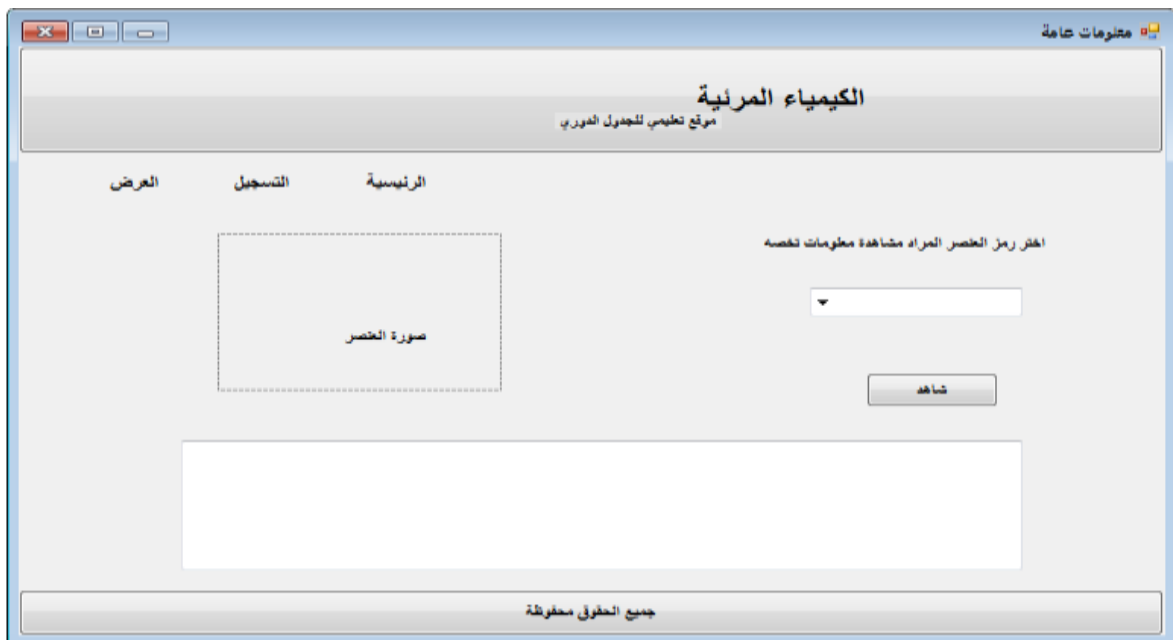 معلومات عامة
الكيمياء المرئية
موقع تعليمي للجدول الدوري
الرئيسية
التسجيل
العرض
اختر رمز العنصر المراد مشاهدة معلومات تخصه
صورة العنصر
شاهد
جميع الحقوق محفوظة